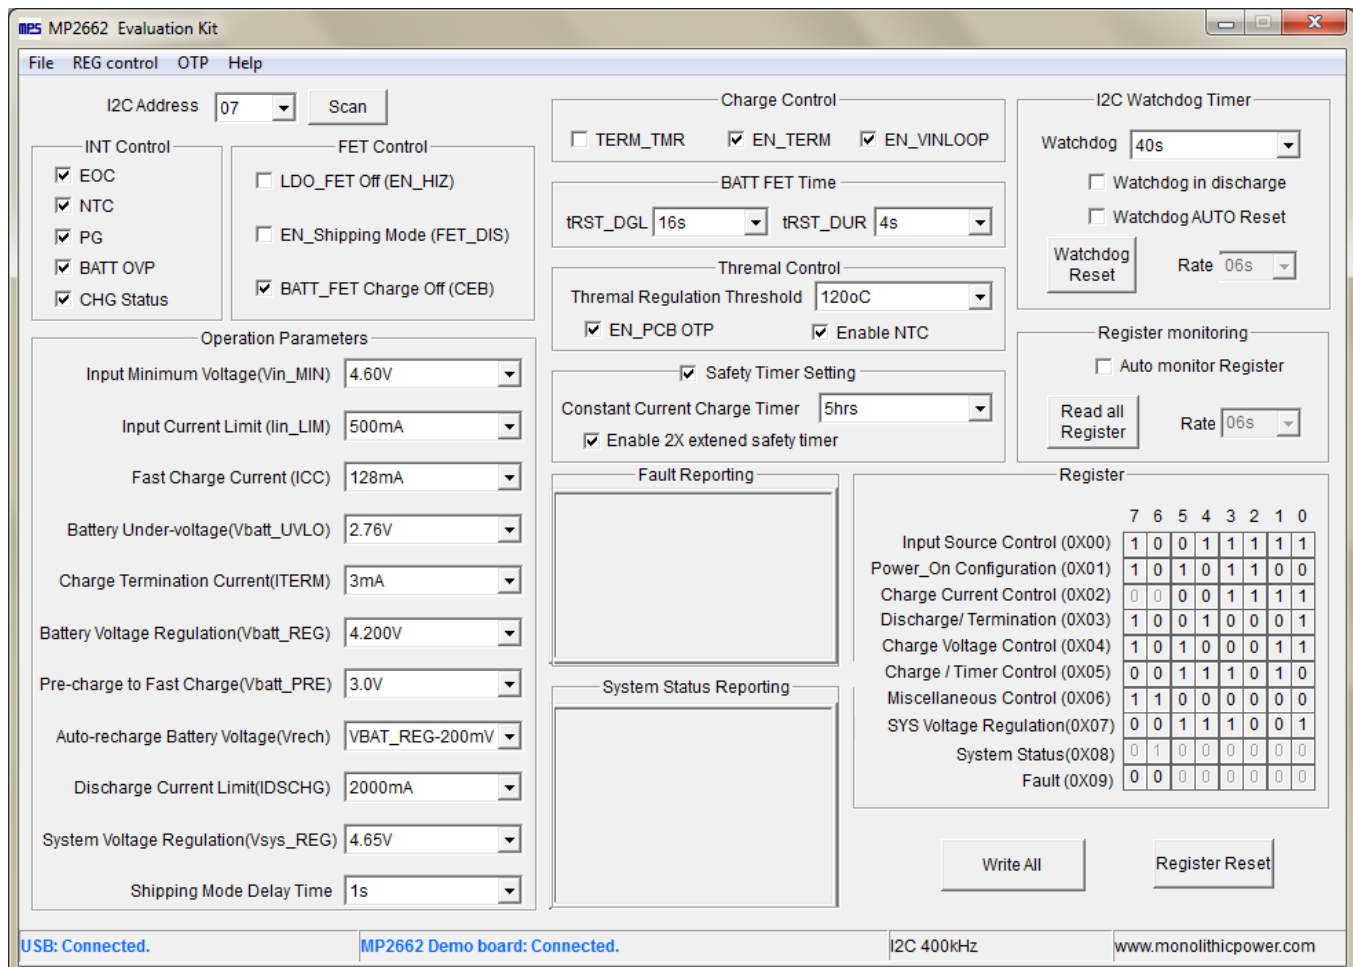 mps MP2662 Evaluation Kit
File REG control OTP Help
I2C Address 07 Scan
INT Control
EOC
NTC
PG
BATT OVP
CHG Status
FET Control
LDO_FET Off (EN_HIZ)
EN_Shipping Mode (FET_DIS)
BATT_FET Charge Off (CEB)
Operation Parameters
Input Minimum Voltage(Vin_MIN) 4.60V
Input Current Limit (Iin_LIM) 500mA
Fast Charge Current (ICC) 128mA
Battery Under-voltage(Vbatt_UVLO) 2.76V
Charge Termination Current(ITERM) 3mA
Battery Voltage Regulation(Vbatt_REG) 4.200V
Pre-charge to Fast Charge(Vbatt_PRE) 3.0V
Auto-recharge Battery Voltage(Vrech) VBAT_REG-200mV
Discharge Current Limit(IDSCHG) 2000mA
System Voltage Regulation(Vsys_REG) 4.65V
Shipping Mode Delay Time 1s
Charge Control
TERM_TMR EN_TERM EN_VINLOOP
BATT FET Time
tRST_DGL 16s tRST_DUR 4s
Thremal Control
Thremal Regulation Threshold 120oC
EN_PCB OTP Enable NTC
Safety Timer Setting
Constant Current Charge Timer 5hrs
Enable 2X extened safety timer
Fault Reporting
System Status Reporting
I2C Watchdog Timer
Watchdog 40s
Watchdog in discharge
Watchdog AUTO Reset
Watchdog
Reset
Rate 06s
Register monitoring
Auto monitor Register
Read all
Register
Rate 06s
Register
7 6 5 4 3 2 1 0
Input Source Control (0X00) 1 0 0 1 1 1 1 1
Power_On Configuration (0X01) 1 0 1 0 1 1 0 0
Charge Current Control (0X02) 0 0 0 0 1 1 1 1
Discharge/ Termination (0X03) 1 0 0 1 0 0 0 1
Charge Voltage Control (0X04) 1 0 1 0 0 0 1 1
Charge / Timer Control (0X05) 0 0 1 1 1 0 1 0
Miscellaneous Control (0X06) 1 1 0 0 0 0 0 0
SYS Voltage Regulation(0X07) 0 0 1 1 1 0 0 1
System Status(0X08) 0 1 0 0 0 0 0 0
Fault (0X09) 0 0 0 0 0 0 0 0
Write All Register Reset
USB: Connected. MP2662 Demo board: Connected. I2C 400kHz www.monolithicpower.com